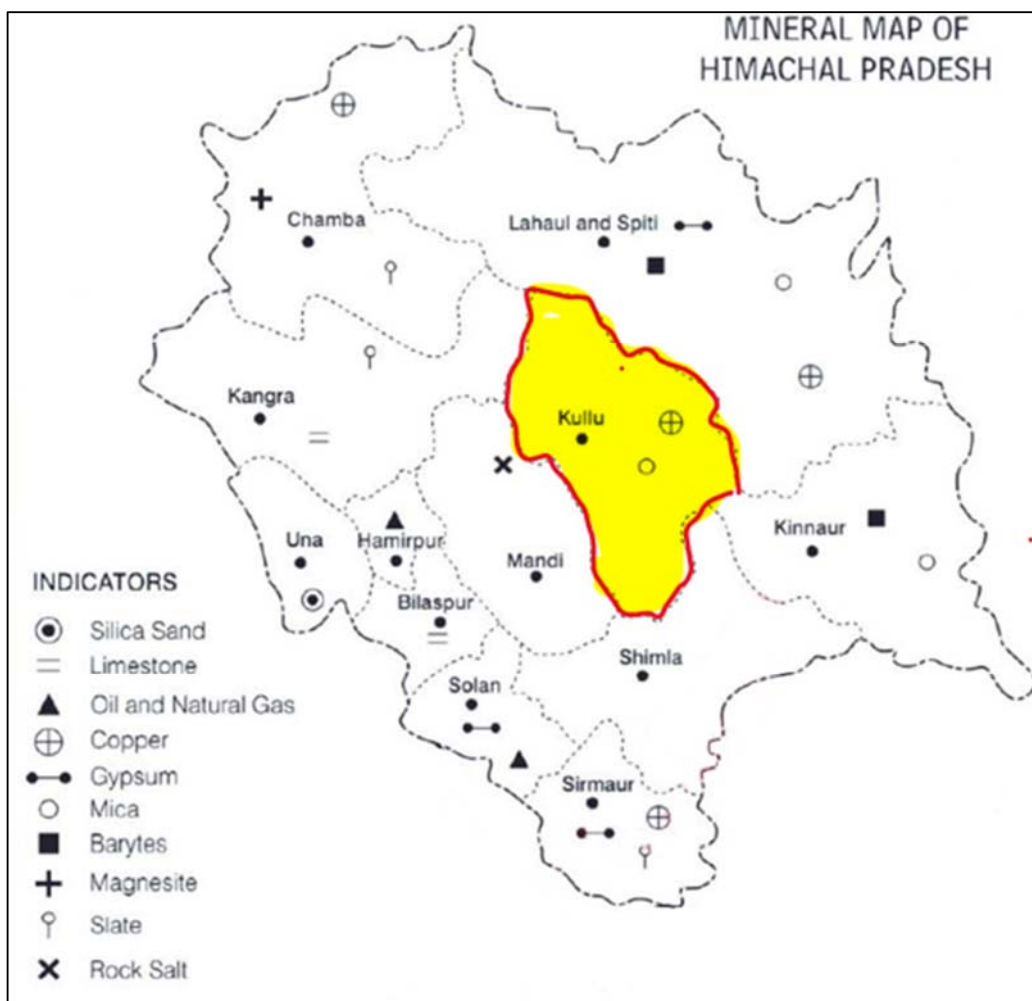 MINERAL MAP OF
HIMACHAL PRADESH
Chamba
Lahaul and Spiti
Kangra
Kullu
Una
Hamirpur
Mandi
Kinnaur
Bilaspur
Shimla
Solan
Sirmaur
INDICATORS
Silica Sand
Limestone
Oil and Natural Gas
Copper
Gypsum
Mica
Barytes
Magnesite
Slate
Rock Salt